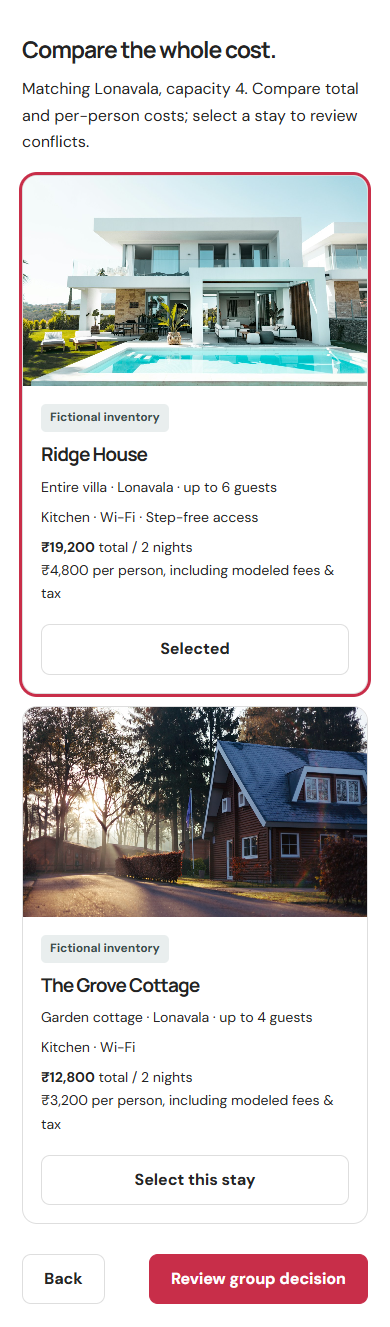 Compare the whole cost.
Matching Lonavala, capacity 4. Compare total
and per-person costs; select a stay to review
conflicts.
Fictional inventory
Ridge House
Entire villa · Lonavala · up to 6 guests
Kitchen · Wi-Fi · Step-free access
₹19,200 total / 2 nights
₹4,800 per person, including modeled fees &
tax
Selected
Fictional inventory
The Grove Cottage
Garden cottage · Lonavala · up to 4 guests
Kitchen · Wi-Fi
₹12,800 total / 2 nights
₹3,200 per person, including modeled fees &
tax
Select this stay
Back
Review group decision